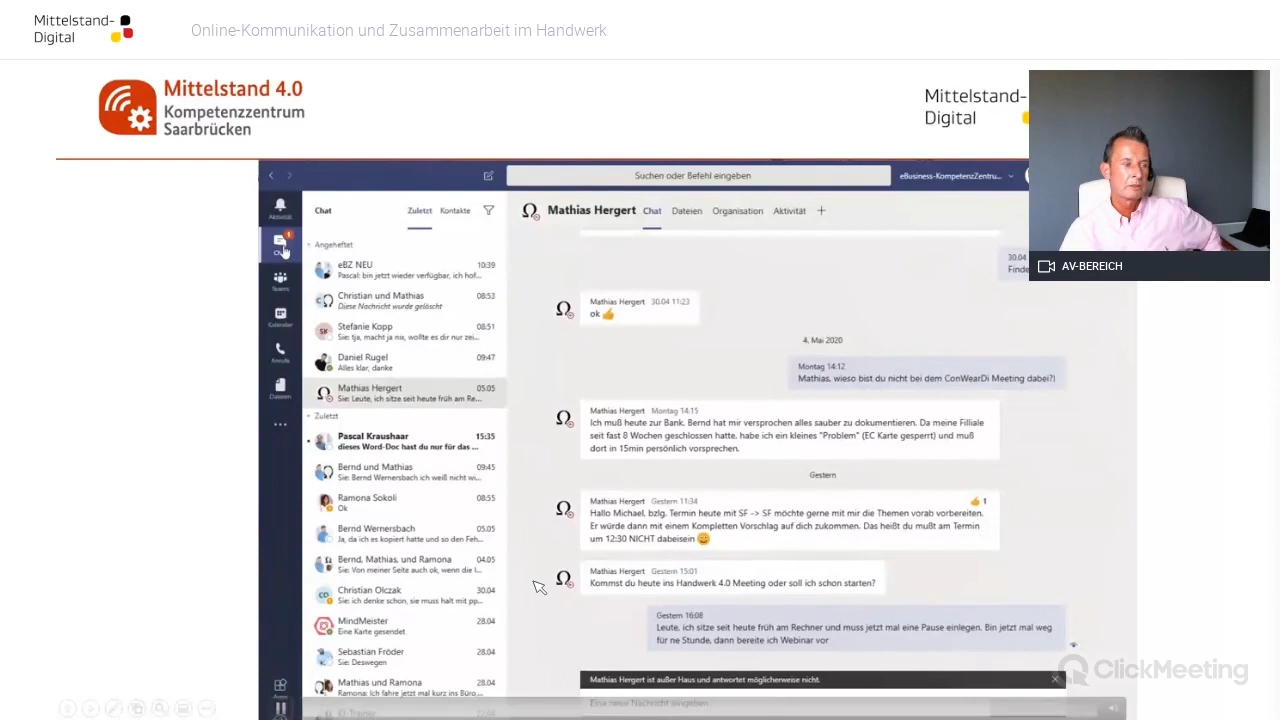 Mittelstand-
Digital
Online-Kommunikation und Zusammenarbeit im Handwerk
Mittelstand 4.0
Kompetenzzentrum
Saarbrücken
Mittelstand-
Digital
AV-BEREICH
Suchen oder Befehl eingeben
eBusiness-KompetenzZentru...
Aktivität
1
Teams
Kalender
Anrufe
Dateien
Chat
Zuletzt Kontakte
Angeheftet
eBZ NEU 10:39
Pascal: bin jetzt wieder verfügbar, ich hof...
Christian und Mathias 08:53
Diese Nachricht wurde gelöscht
SK
Stefanie Kopp 08:51
Sie: tja, macht ja nix, wollte es dir nur zei...
Daniel Rugel 09:47
Alles klar, danke
Mathias Hergert 05.05
Sie: Leute, ich sitze seit heute früh am Re...
Zuletzt
Pascal Kraushaar 15:35
dieses Word-Doc hast du nur für das ...
Bernd und Mathias 09:45
Sie: Bernd Wernersbach ich weiß nicht wi...
Ramona Sokoli 08:55
Ok
Bernd Wernersbach 05.05
Ja, da ich es kopiert hatte und so den Feh...
Bernd, Mathias, und Ramona 04.05
Sie: Von meiner Seite auch ok, wenn die I...
Christian Olczak 30.04
Sie: ich denke schon, sie muss halt mit pp...
MindMeister 28.04
Eine Karte gesendet
Sebastian Fröder 28.04
Sie: Deswegen
Mathias und Ramona 28.04
Ramona: Ich fahre jetzt mal kurz ins Büro...
Mathias Hergert Chat Dateien Organisation Aktivität +
30.04
Finde
Mathias Hergert 30.04 11:23
ok 👍
4. Mai 2020
Montag 14:12
Mathias, wieso bist du nicht bei dem ConWearDi Meeting dabei?!
Mathias Hergert Montag 14:15
Ich muß heute zur Bank. Bernd hat mir versprochen alles sauber zu dokumentieren. Da meine Filliale
seit fast 8 Wochen geschlossen hatte, habe ich ein kleines "Problem" (EC Karte gesperrt) und muß
dort in 15min persönlich vorsprechen.
Gestern
Mathias Hergert Gestern 11:34 👍 1
Hallo Michael, bzlg. Termin heute mit SF -> SF möchte gerne mit mir die Themen vorab vorbereiten.
Er würde dann mit einem Kompletten Vorschlag auf dich zukommen. Das heißt du mußt am Termin
um 12:30 NICHT dabeisein 😄
Mathias Hergert Gestern 15:01
Kommst du heute ins Handwerk 4.0 Meeting oder soll ich schon starten?
Gestern 16:08
Leute, ich sitze seit heute früh am Rechner und muss jetzt mal eine Pause einlegen. Bin jetzt mal weg
für ne Stunde, dann bereite ich Webinar vor
Mathias Hergert ist außer Haus und antwortet möglicherweise nicht.
Eine neue Nachricht eingeben
ClickMeeting